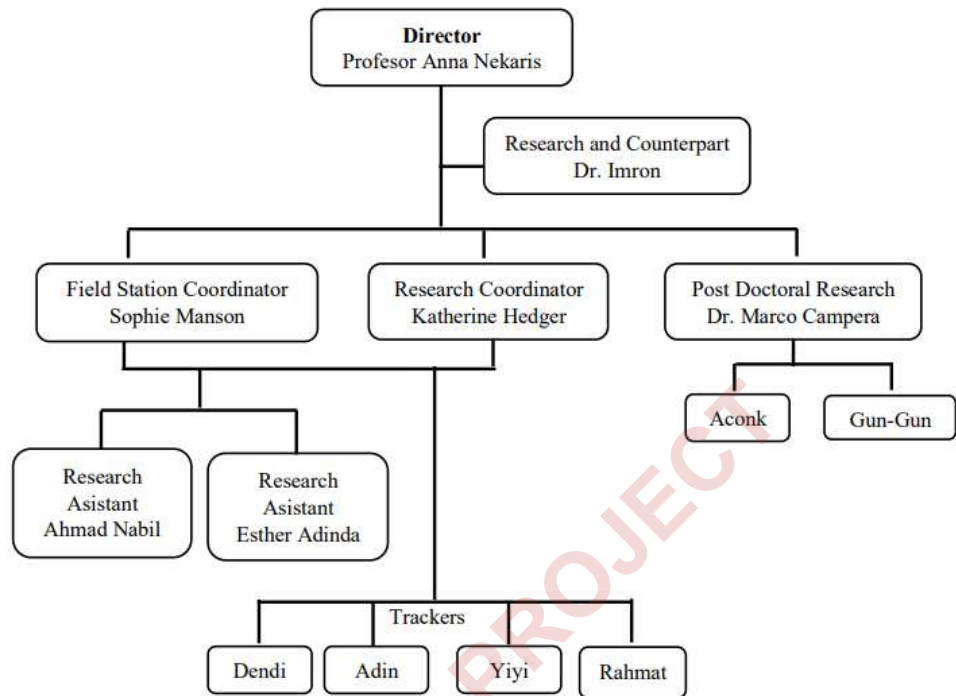 Director
Profesor Anna Nekaris
Research and Counterpart
Dr. Imron
Field Station Coordinator
Sophie Manson
Research Coordinator
Katherine Hedger
Post Doctoral Research
Dr. Marco Campera
Aconk
Gun-Gun
Research
Asistant
Ahmad Nabil
Research
Asistant
Esther Adinda
Trackers
Dendi
Adin
Yiyi
Rahmat
PROJECT